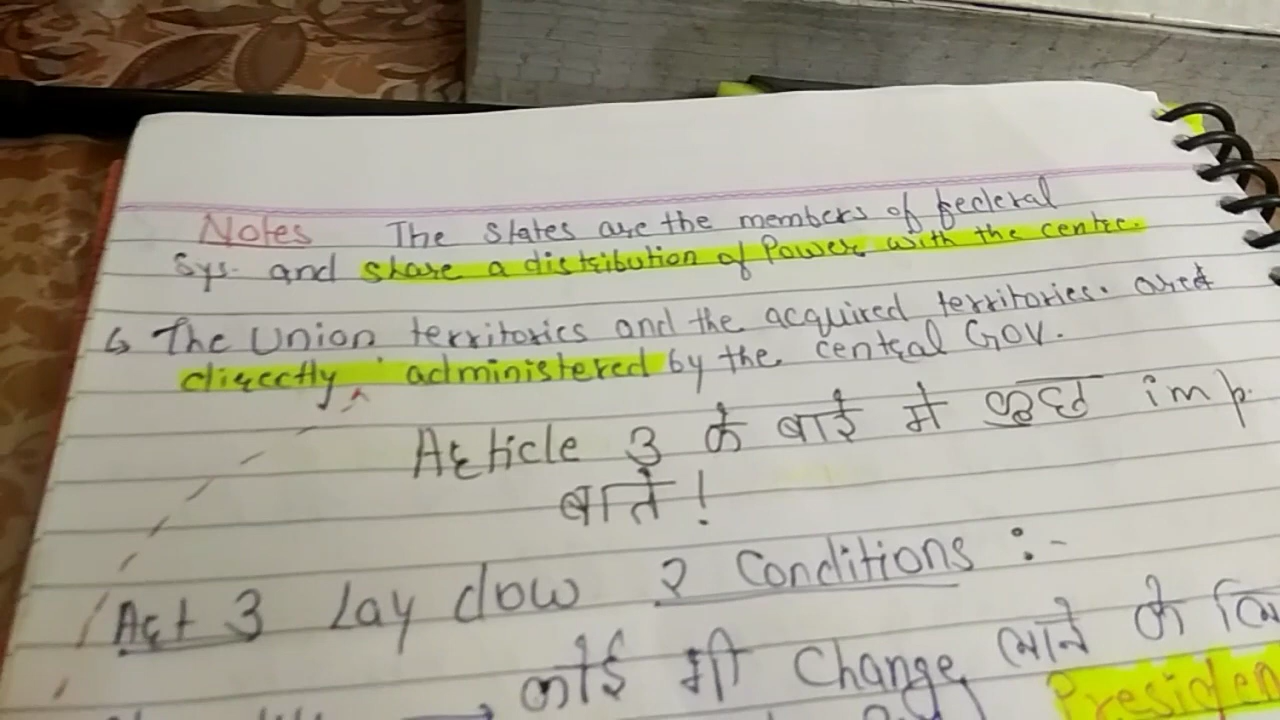 Notes The states are the members of federal
Sys. and share a distribution of Power with the centre.
↳ The Union territories and the acquired territories. are
directly administered by the central Gov.
Article 3 के बारे मे कुछ imp.
बाते !
Art 3 Lay dow 2 Conditions :-
कोई भी Change लाने के लिए
Presiden